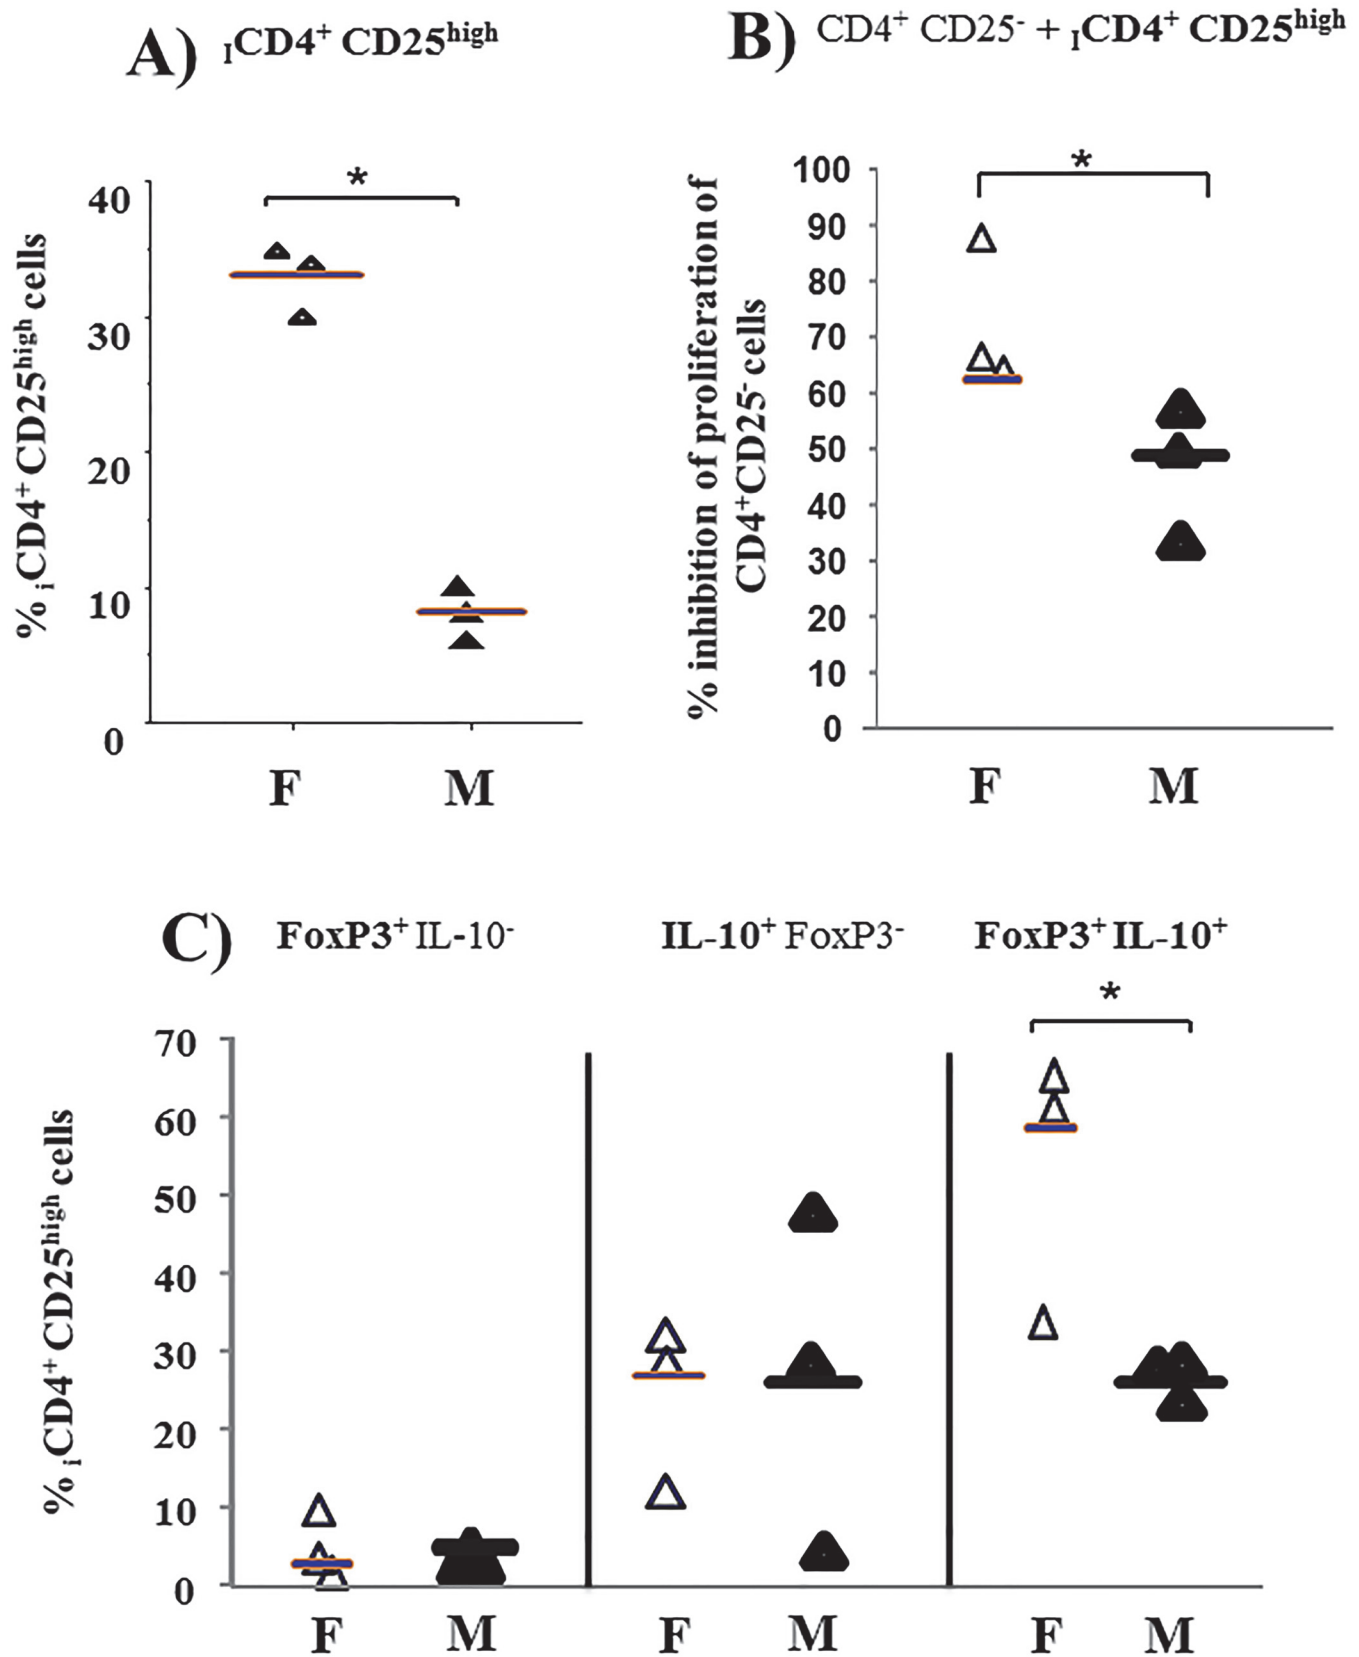 A) ICD4+ CD25high
B) CD4+ CD25- + ICD4+ CD25high
% iCD4+ CD25high cells
*
40
30
20
10
0
F M
% inhibition of proliferation of
CD4+CD25- cells
*
100
90
80
70
60
50
40
30
20
10
0
F M
C) FoxP3+ IL-10- IL-10+ FoxP3- FoxP3+ IL-10+
*
% iCD4+ CD25high cells
70
60
50
40
30
20
10
0
F M F M F M